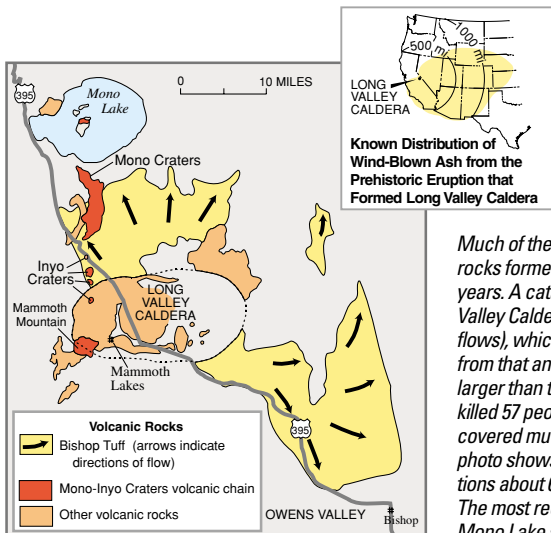 395
Mono
Lake
0 10 MILES
Mono Craters
Inyo
Craters
LONG
VALLEY
CALDERA
Mammoth
Mountain
Mammoth
Lakes
395
OWENS VALLEY
Bishop
Volcanic Rocks
Bishop Tuff (arrows indicate
directions of flow)
Mono-Inyo Craters volcanic chain
Other volcanic rocks
500 mi
1000 mi
LONG
VALLEY
CALDERA
Known Distribution of
Wind-Blown Ash from the
Prehistoric Eruption that
Formed Long Valley Caldera
Much of the
rocks formed
years. A cat
Valley Calde
flows), which
from that an
larger than t
killed 57 peo
covered mu
photo shows
tions about
The most re
Mono Lake